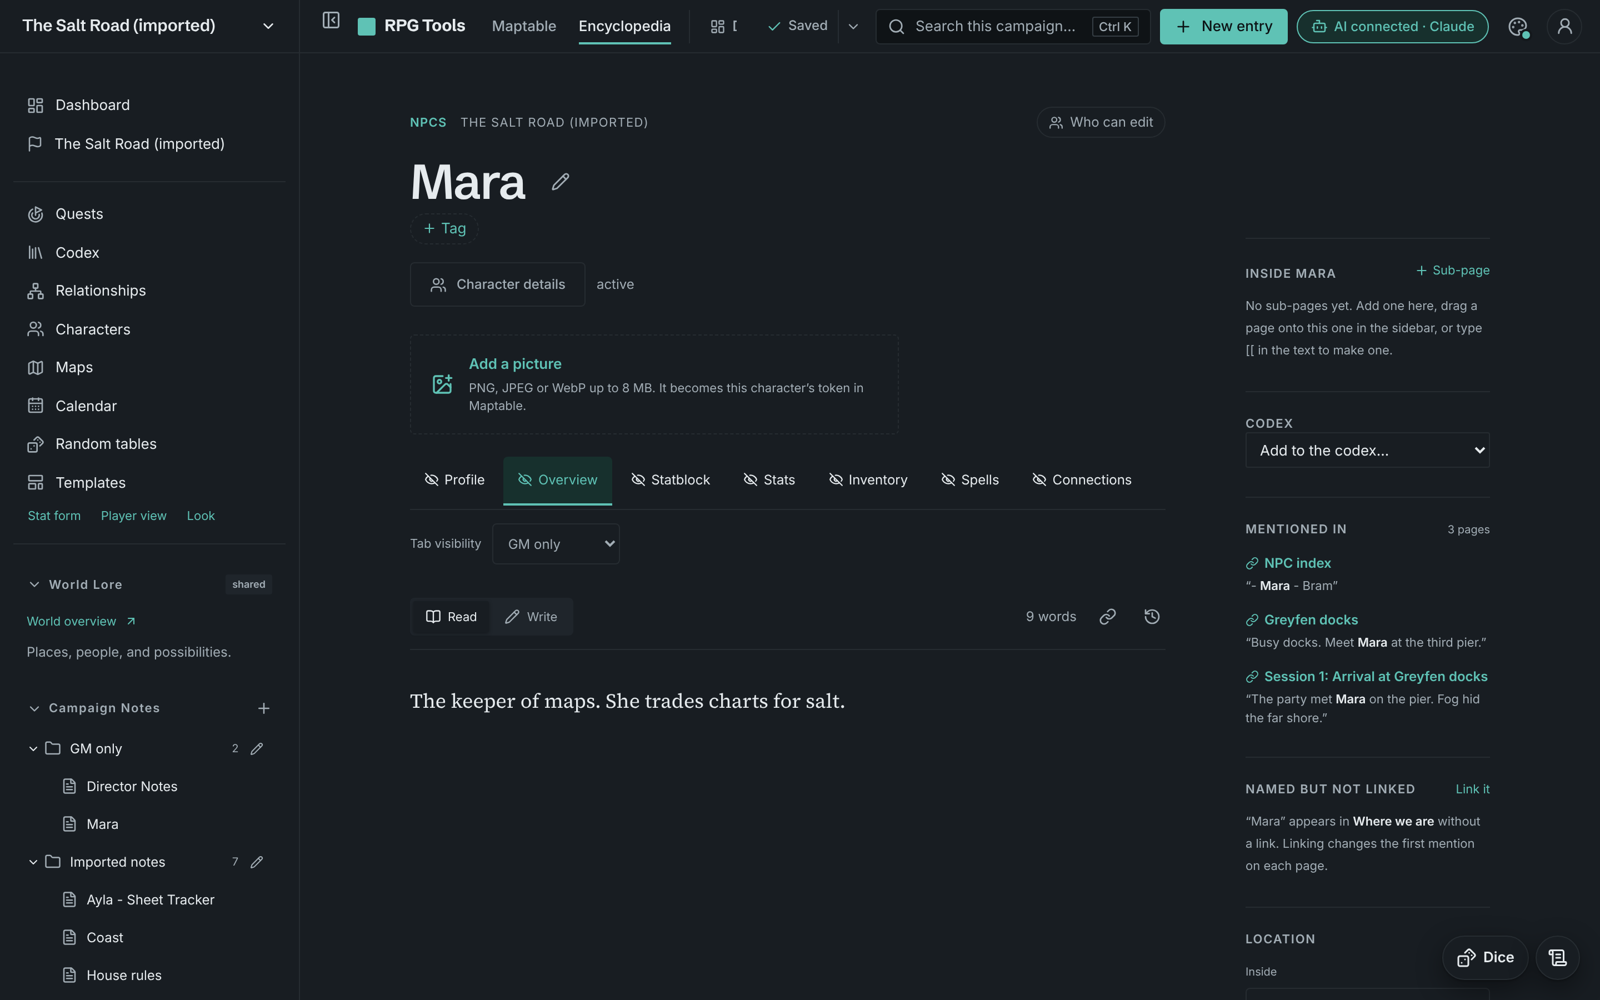 The Salt Road (imported)
RPG Tools
Maptable
Encyclopedia
Saved
Search this campaign...
Ctrl K
+ New entry
AI connected · Claude
Dashboard
The Salt Road (imported)
Quests
Codex
Relationships
Characters
Maps
Calendar
Random tables
Templates
Stat form Player view Look
World Lore shared
World overview
Places, people, and possibilities.
Campaign Notes
GM only 2
Director Notes
Mara
Imported notes 7
Ayla - Sheet Tracker
Coast
House rules
NPCS THE SALT ROAD (IMPORTED)
Who can edit
Mara
+ Tag
Character details active
Add a picture
PNG, JPEG or WebP up to 8 MB. It becomes this character’s token in
Maptable.
Profile Overview Statblock Stats Inventory Spells Connections
Tab visibility GM only
Read Write 9 words
The keeper of maps. She trades charts for salt.
INSIDE MARA + Sub-page
No sub-pages yet. Add one here, drag a
page onto this one in the sidebar, or type
[[ in the text to make one.
CODEX
Add to the codex...
MENTIONED IN 3 pages
NPC index
“- Mara - Bram”
Greyfen docks
“Busy docks. Meet Mara at the third pier.”
Session 1: Arrival at Greyfen docks
“The party met Mara on the pier. Fog hid
the far shore.”
NAMED BUT NOT LINKED Link it
“Mara” appears in Where we are without
a link. Linking changes the first mention
on each page.
LOCATION
Inside
Dice